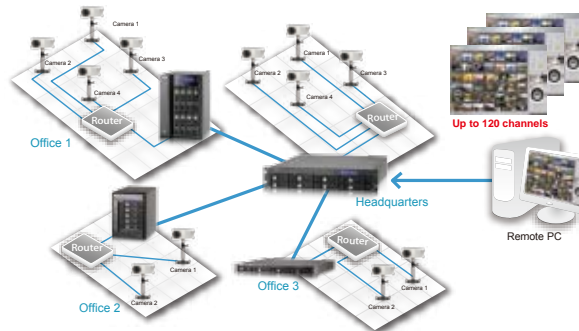 Camera 1
Camera 2
Camera 3
Camera 4
Router
Office 1
Camera 1
Camera 2
Camera 3
Camera 4
Router
Up to 120 channels
Headquarters
Remote PC
Router
Camera 1
Camera 2
Office 2
Router
Camera 1
Camera 2
Office 3